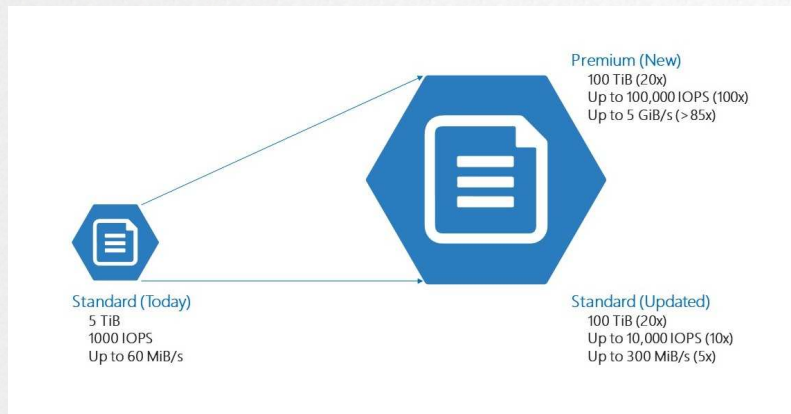 Premium (New)
100 TiB (20x)
Up to 100,000 IOPS (100x)
Up to 5 GiB/s (>85x)
Standard (Today)
5 TiB
1000 IOPS
Up to 60 MiB/s
Standard (Updated)
100 TiB (20x)
Up to 10,000 IOPS (10x)
Up to 300 MiB/s (5x)